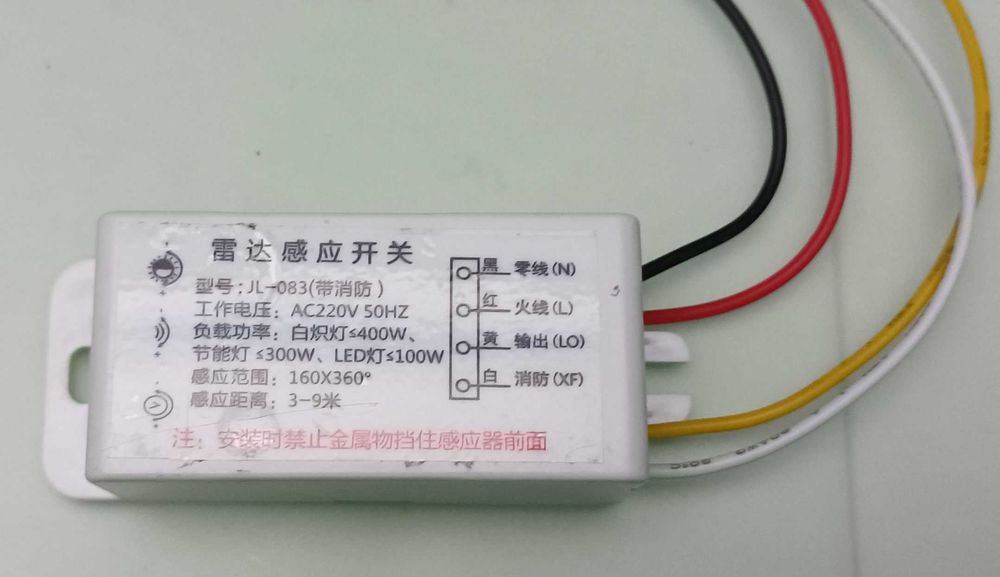 雷达感应开关
型号：JL-083(带消防)
工作电压：AC220V 50HZ
负载功率：白炽灯≤400W、
节能灯≤300W、LED灯≤100W
感应范围：160X360°
感应距离：3-9米
黑 零线(N)
红 火线(L)
黄 输出(LO)
白 消防(XF)
注：安装时禁止金属物挡住感应器前面